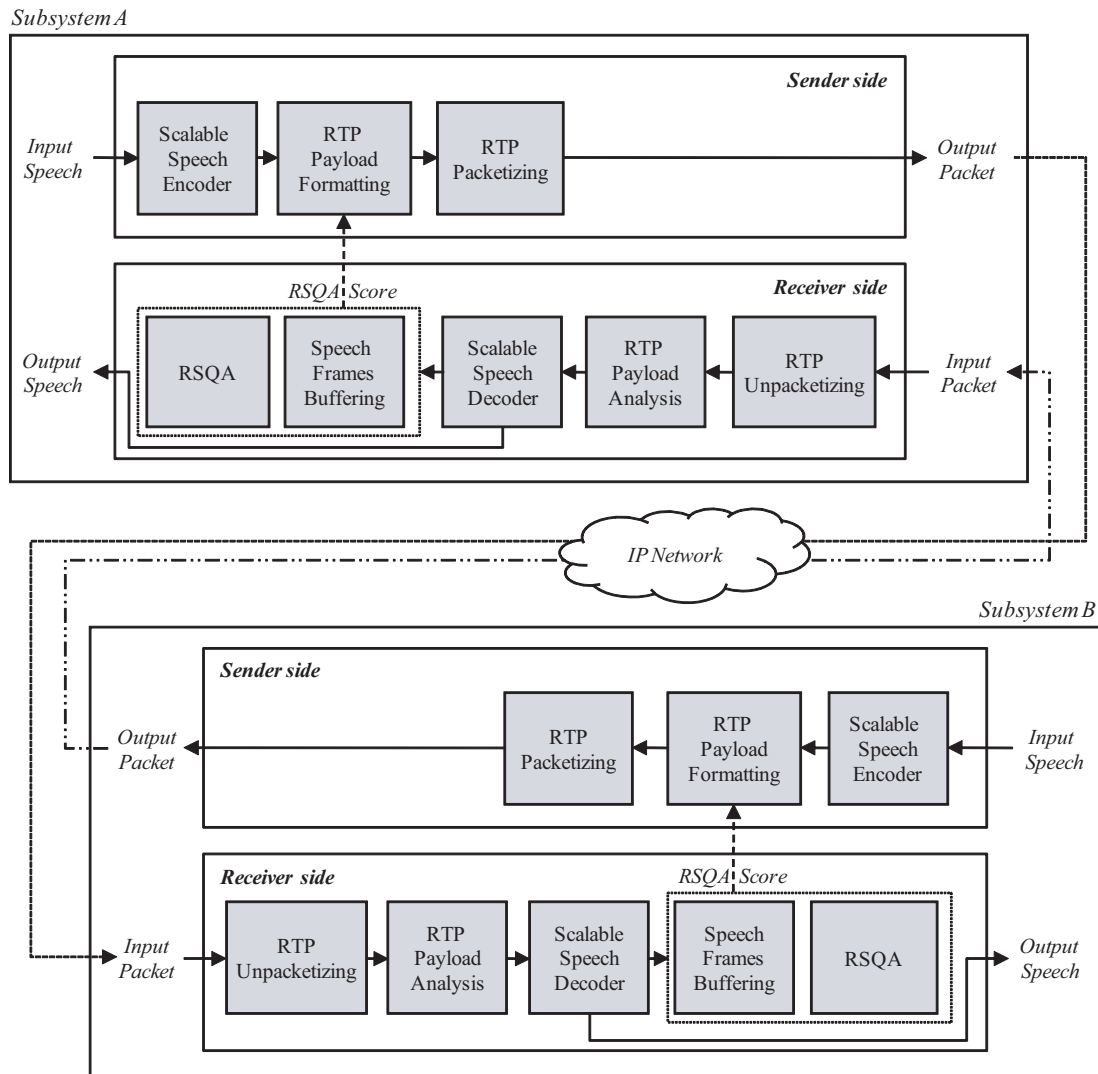 Subsystem A
Sender side
Input
Speech
Scalable
Speech
Encoder
RTP
Payload
Formatting
RTP
Packetizing
Output
Packet
RSQA Score
Receiver side
Output
Speech
RSQA
Speech
Frames
Buffering
Scalable
Speech
Decoder
RTP
Payload
Analysis
RTP
Unpacketizing
Input
Packet
IP Network
Subsystem B
Sender side
Output
Packet
RTP
Packetizing
RTP
Payload
Formatting
Scalable
Speech
Encoder
Input
Speech
Receiver side
RSQA Score
Input
Packet
RTP
Unpacketizing
RTP
Payload
Analysis
Scalable
Speech
Decoder
Speech
Frames
Buffering
RSQA
Output
Speech